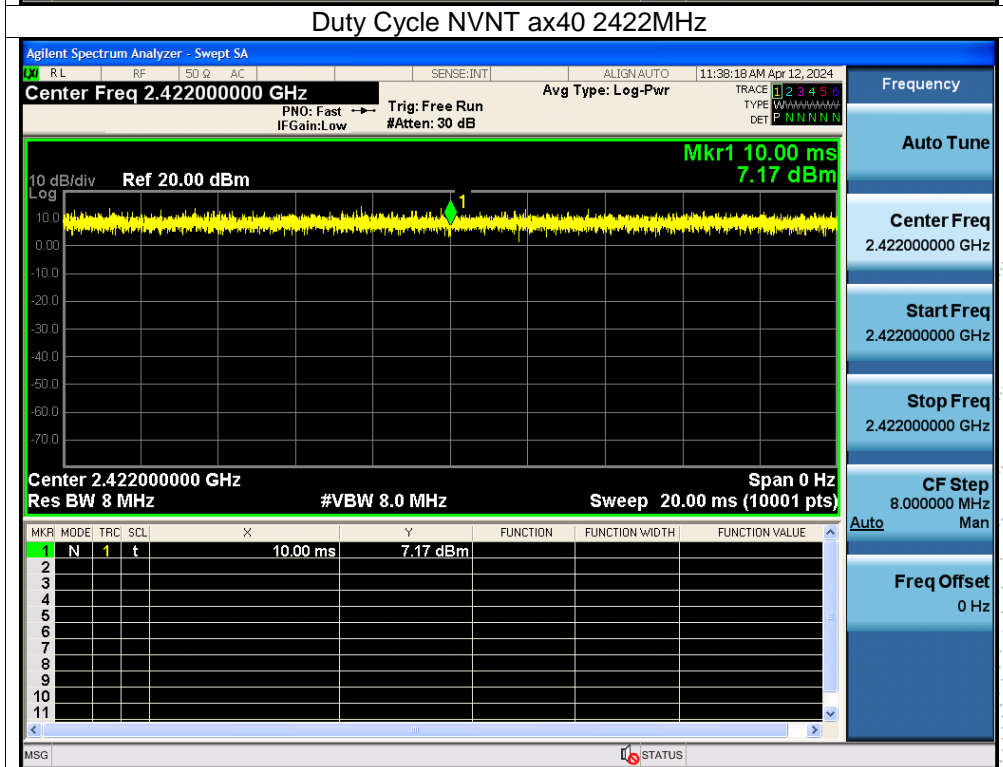 Duty Cycle NVNT ax40 2422MHz
Agilent Spectrum Analyzer - Swept SA
LXI RL RF 50 Ω AC SENSE:INT ALIGN AUTO 11:38:18 AM Apr 12, 2024
Center Freq 2.422000000 GHz Avg Type: Log-Pwr TRACE 1 2 3 4 5 6
PNO: Fast Trig: Free Run TYPE WWWWWWW
IFGain:Low #Atten: 30 dB DET P N N N N N
Mkr1 10.00 ms
10 dB/div Ref 20.00 dBm 7.17 dBm
Log
1
10.0
0.00
-10.0
-20.0
-30.0
-40.0
-50.0
-60.0
-70.0
Center 2.422000000 GHz Span 0 Hz
Res BW 8 MHz #VBW 8.0 MHz Sweep 20.00 ms (10001 pts)
MKR MODE TRC SCL X Y FUNCTION FUNCTION WIDTH FUNCTION VALUE
1 N 1 t 10.00 ms 7.17 dBm
2
3
4
5
6
7
8
9
10
11
MSG STATUS
Frequency
Auto Tune
Center Freq
2.422000000 GHz
Start Freq
2.422000000 GHz
Stop Freq
2.422000000 GHz
CF Step
8.000000 MHz
Auto Man
Freq Offset
0 Hz